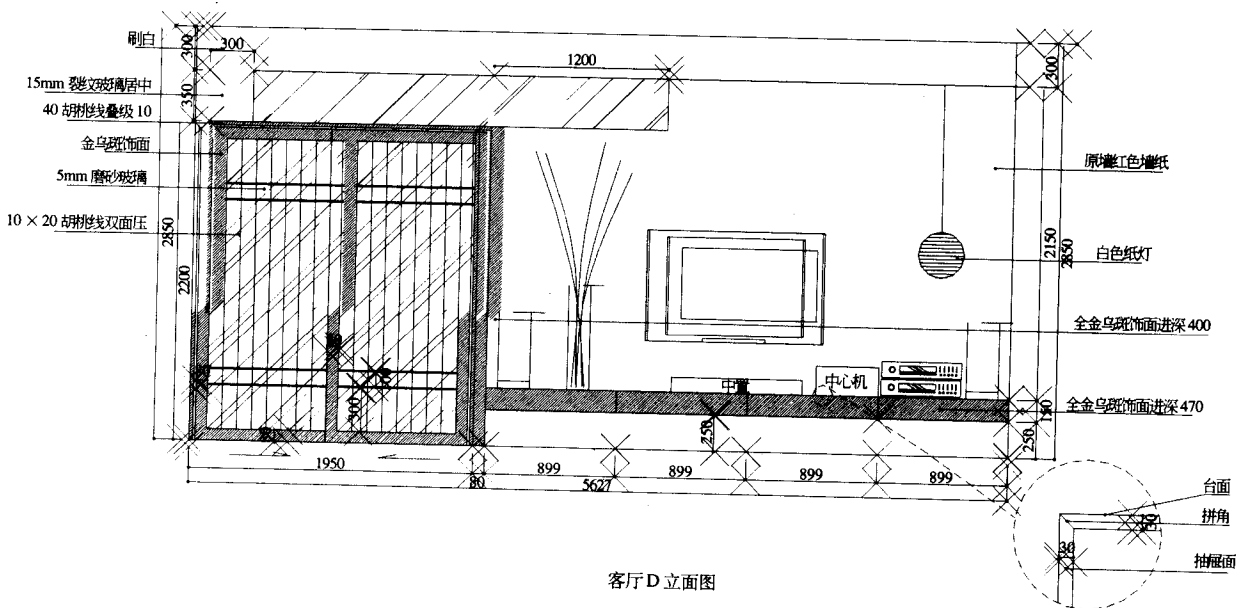 刷白
300
300
1200
300
15mm 裂纹玻璃居中
350
40 胡桃线叠级 10
金乌斑饰面
原墙红色墙纸
5mm 磨砂玻璃
10 × 20 胡桃线双面压
2850
2200
2150
2850
白色纸灯
全金乌斑饰面进深 400
中置
中心机
300
250
150
250
全金乌斑饰面进深 470
1950
80
899
899
899
899
5627
台面
30
拼角
30
抽屉面
客厅 D 立面图